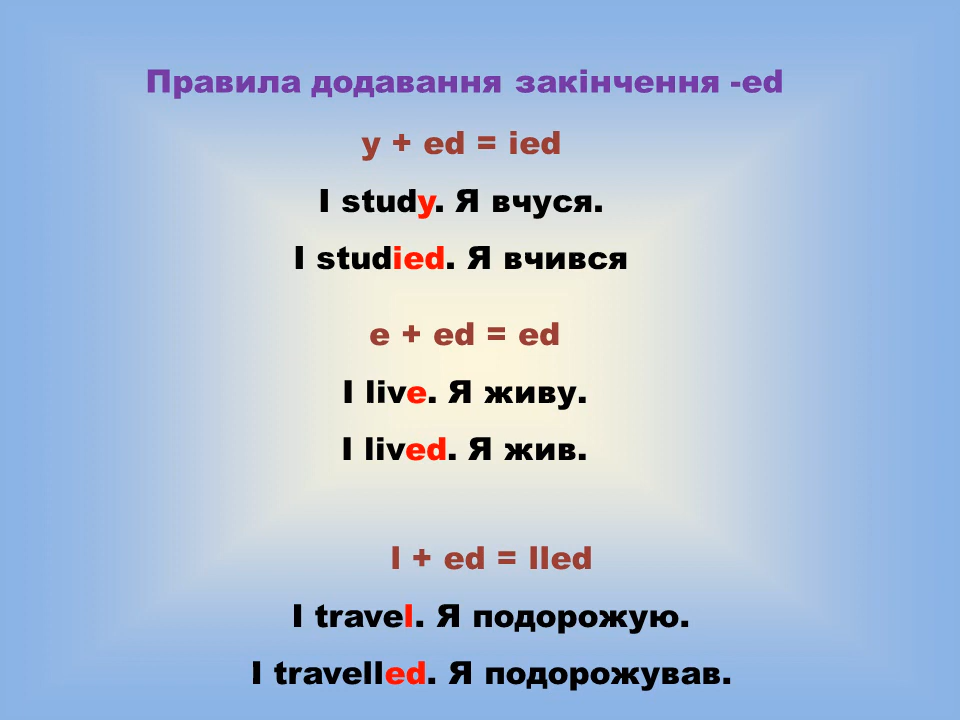 Правила додавання закінчення -ed
y + ed = ied
I study. Я вчуся.
I studied. Я вчився
e + ed = ed
I live. Я живу.
I lived. Я жив.
l + ed = lled
I travel. Я подорожую.
I travelled. Я подорожував.